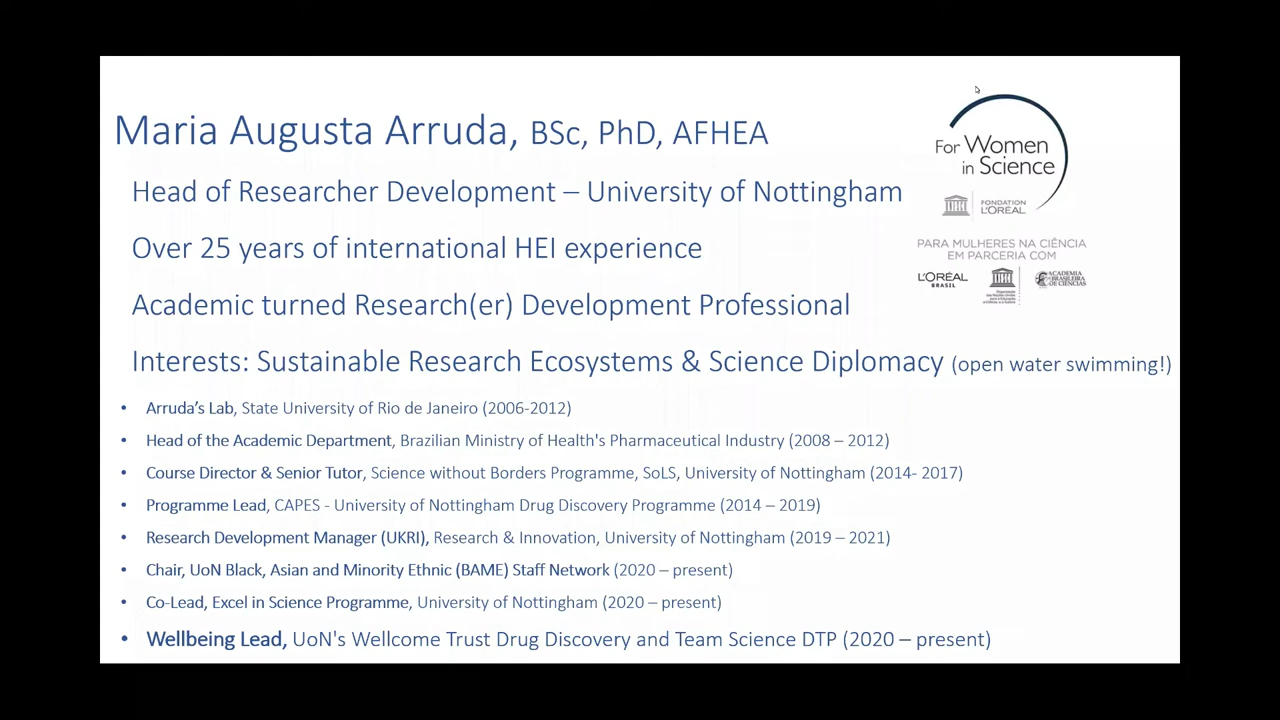 Maria Augusta Arruda, BSc, PhD, AFHEA
Head of Researcher Development – University of Nottingham
Over 25 years of international HEI experience
Academic turned Research(er) Development Professional
Interests: Sustainable Research Ecosystems & Science Diplomacy (open water swimming!)
• Arruda's Lab, State University of Rio de Janeiro (2006-2012)
• Head of the Academic Department, Brazilian Ministry of Health's Pharmaceutical Industry (2008 – 2012)
• Course Director & Senior Tutor, Science without Borders Programme, SoLS, University of Nottingham (2014- 2017)
• Programme Lead, CAPES - University of Nottingham Drug Discovery Programme (2014 – 2019)
• Research Development Manager (UKRI), Research & Innovation, University of Nottingham (2019 – 2021)
• Chair, UoN Black, Asian and Minority Ethnic (BAME) Staff Network (2020 – present)
• Co-Lead, Excel in Science Programme, University of Nottingham (2020 – present)
• Wellbeing Lead, UoN's Wellcome Trust Drug Discovery and Team Science DTP (2020 – present)
For Women
in Science
FONDATION
L'ORÉAL
PARA MULHERES NA CIÊNCIA
EM PARCERIA COM
L'ORÉAL
BRASIL
ACADEMIA
BRASILEIRA
DE CIÊNCIAS